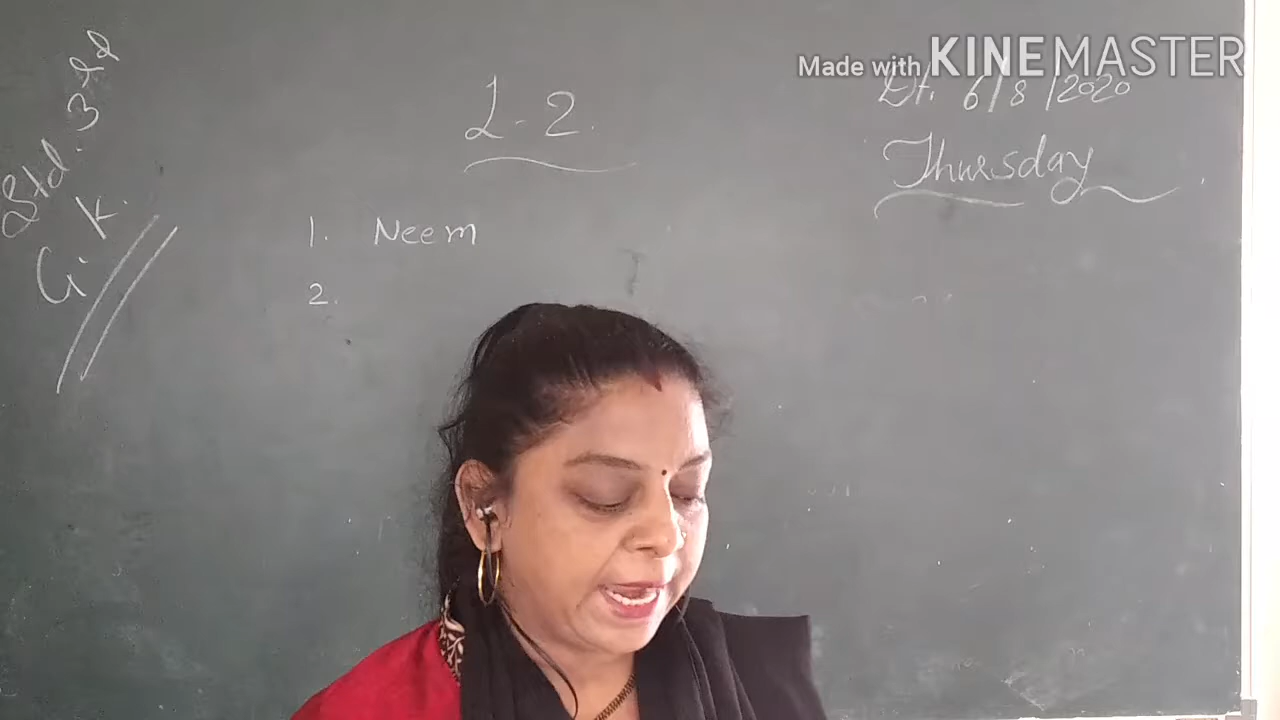 Made with KINEMASTER
Std. 3rd
G.K.
L-2.
Dt. 6/8/2020
Thursday
1. Neem
2.